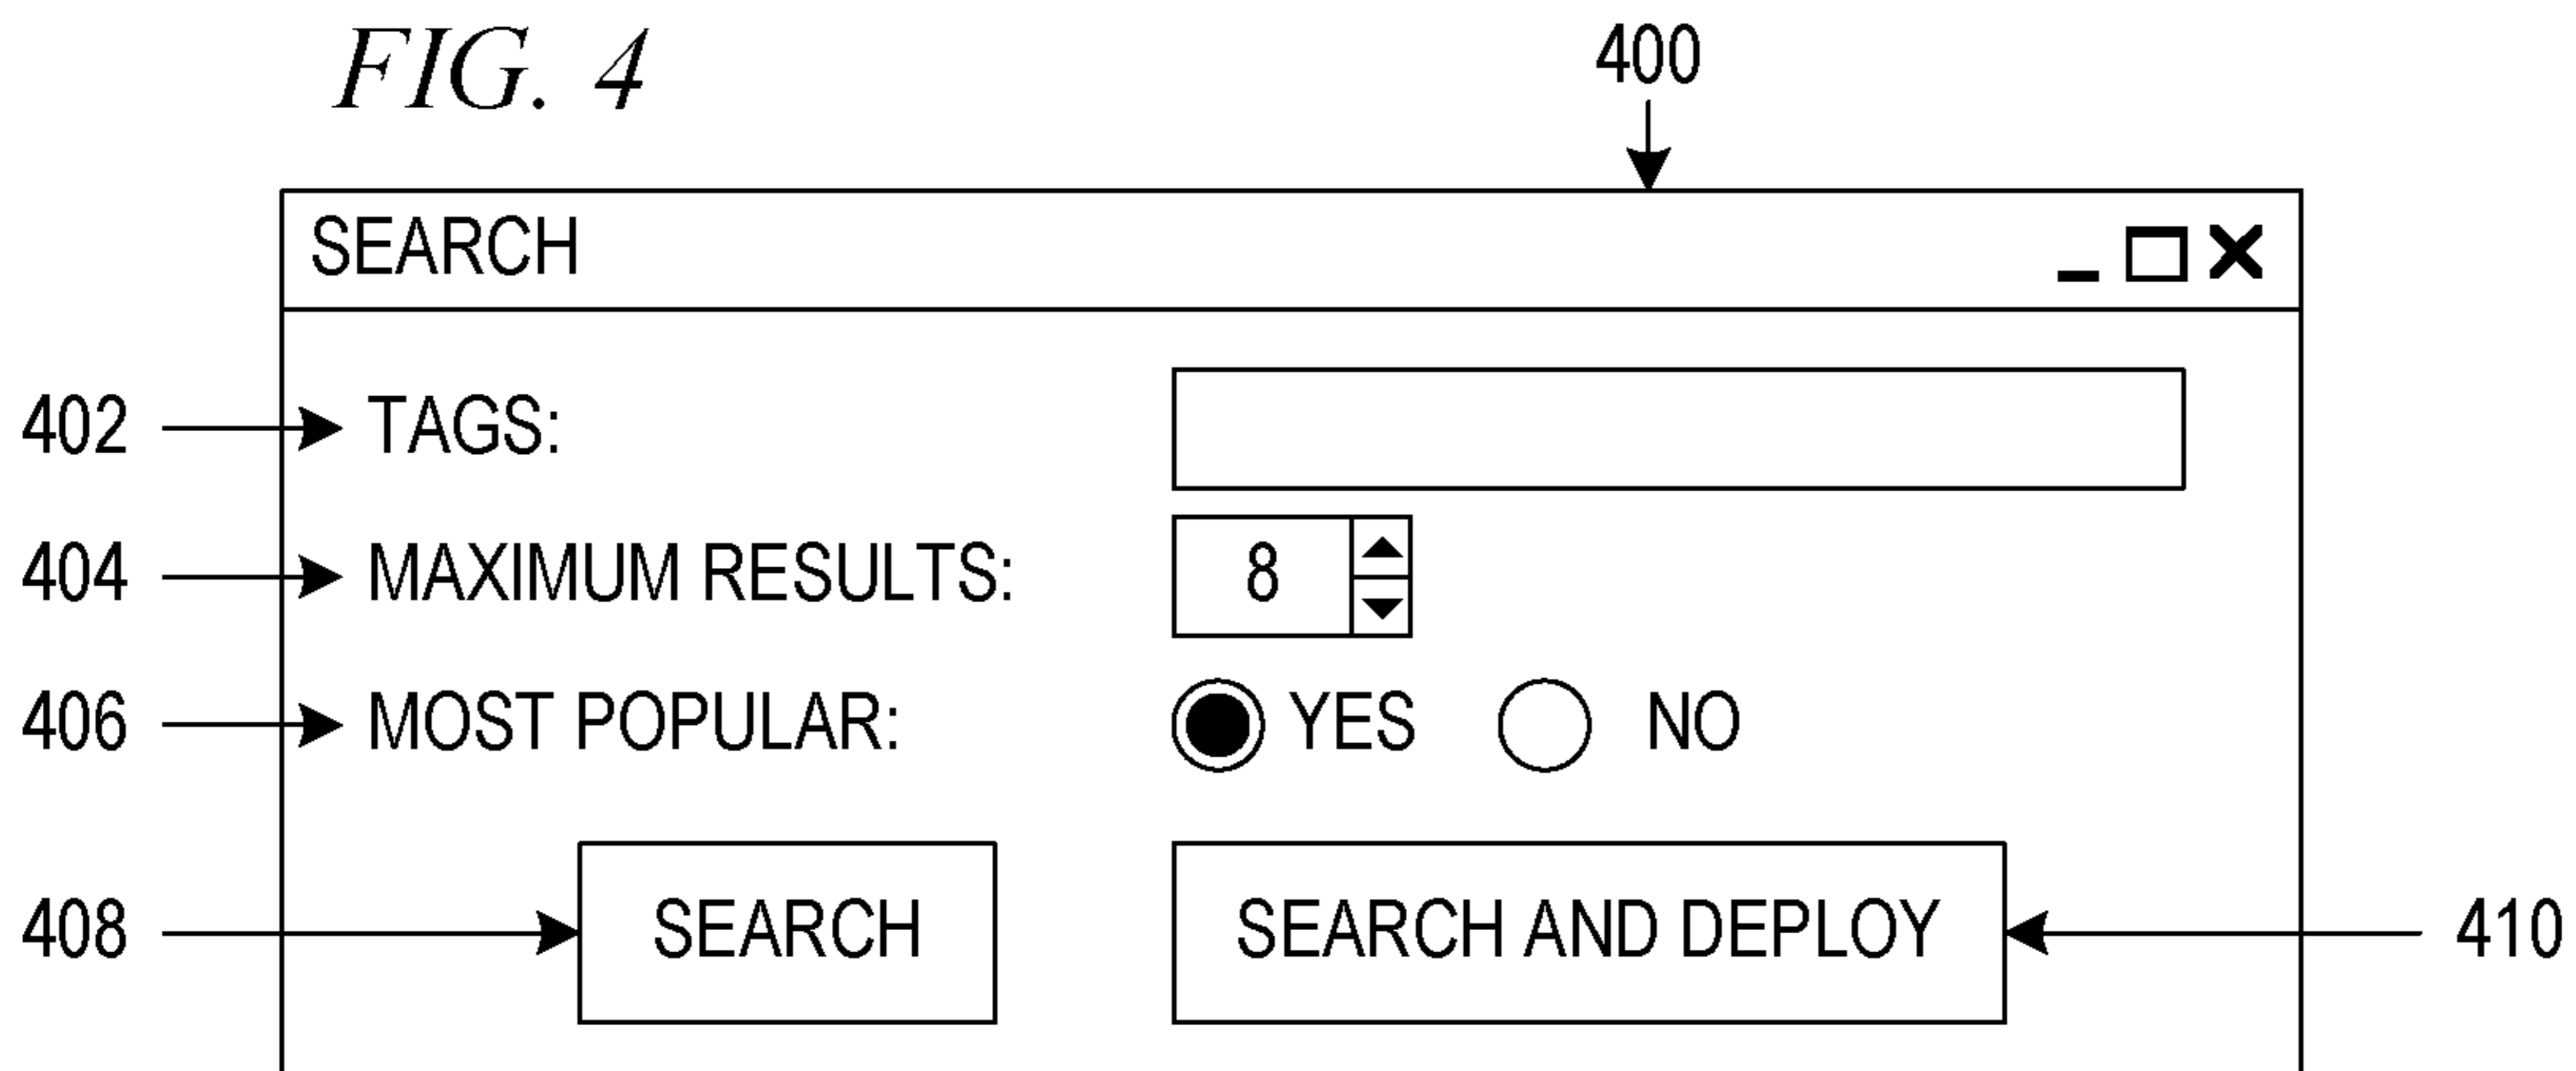 FIG. 4
400
SEARCH
402 TAGS:
404 MAXIMUM RESULTS: 8
406 MOST POPULAR: YES NO
408 SEARCH SEARCH AND DEPLOY 410